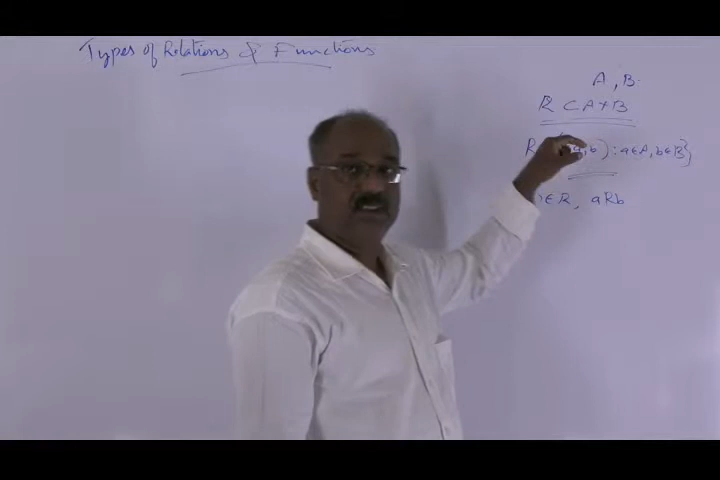 Types of Relations & Functions
A, B
R ⊂ A×B
R a,b) : a∈A, b∈B}
∈R, aRb